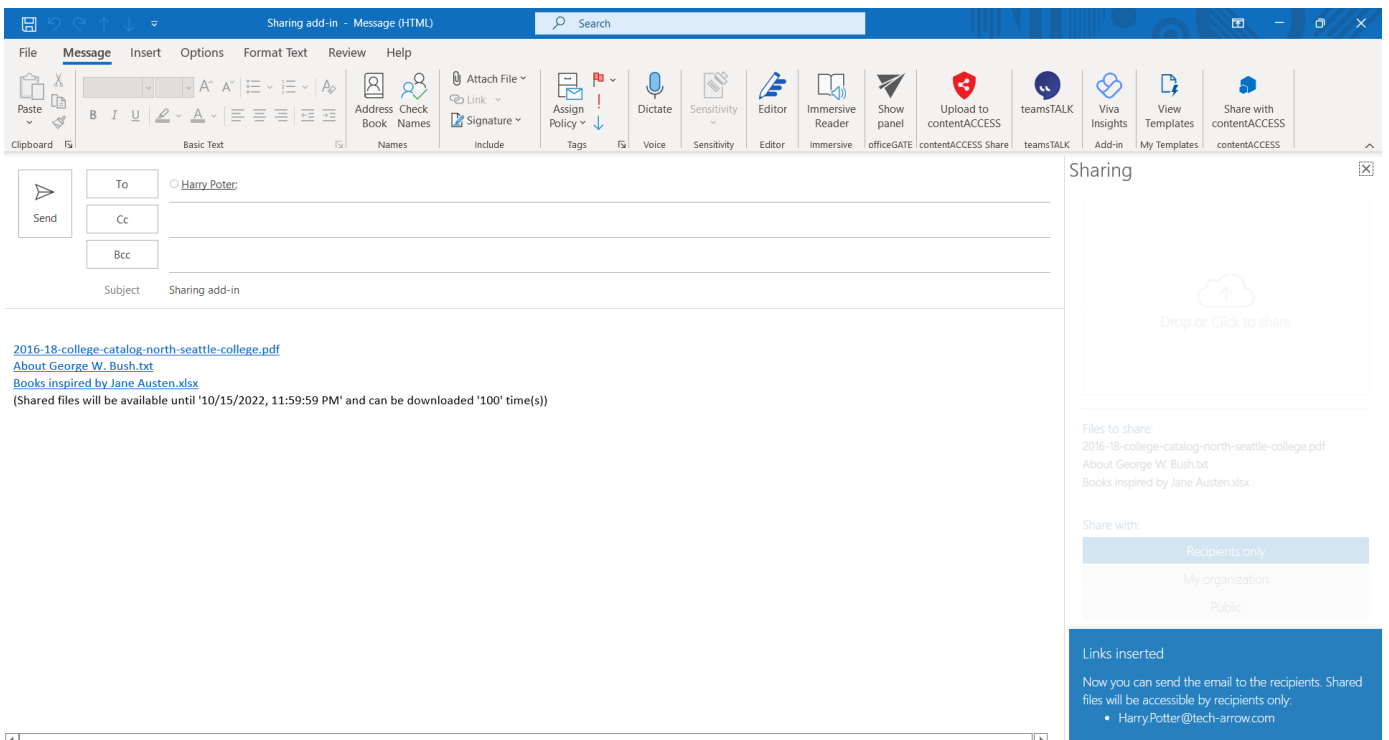 Sharing add-in - Message (HTML)
Search
File Message Insert Options Format Text Review Help
Paste
Clipboard
B I U A
Basic Text
Address Book
Check Names
Names
Attach File
Link
Signature
Include
Assign Policy
Tags
Dictate
Voice
Sensitivity
Sensitivity
Editor
Editor
Immersive Reader
Immersive
Show panel
officeGATE
Upload to contentACCESS
contentACCESS Share
teamsTALK
teamsTALK
Viva Insights
Add-in
View Templates
My Templates
Share with contentACCESS
contentACCESS
Send
To
Harry Poter;
Cc
Bcc
Subject
Sharing add-in
2016-18-college-catalog-north-seattle-college.pdf
About George W. Bush.txt
Books inspired by Jane Austen.xlsx
(Shared files will be available until '10/15/2022, 11:59:59 PM' and can be downloaded '100' time(s))
Sharing
Drop or Click to share
Files to share:
2016-18-college-catalog-north-seattle-college.pdf
About George W. Bush.txt
Books inspired by Jane Austen.xlsx
Share with:
Recipients only
My organization
Public
Links inserted
Now you can send the email to the recipients. Shared
files will be accessible by recipients only:
• Harry.Potter@tech-arrow.com